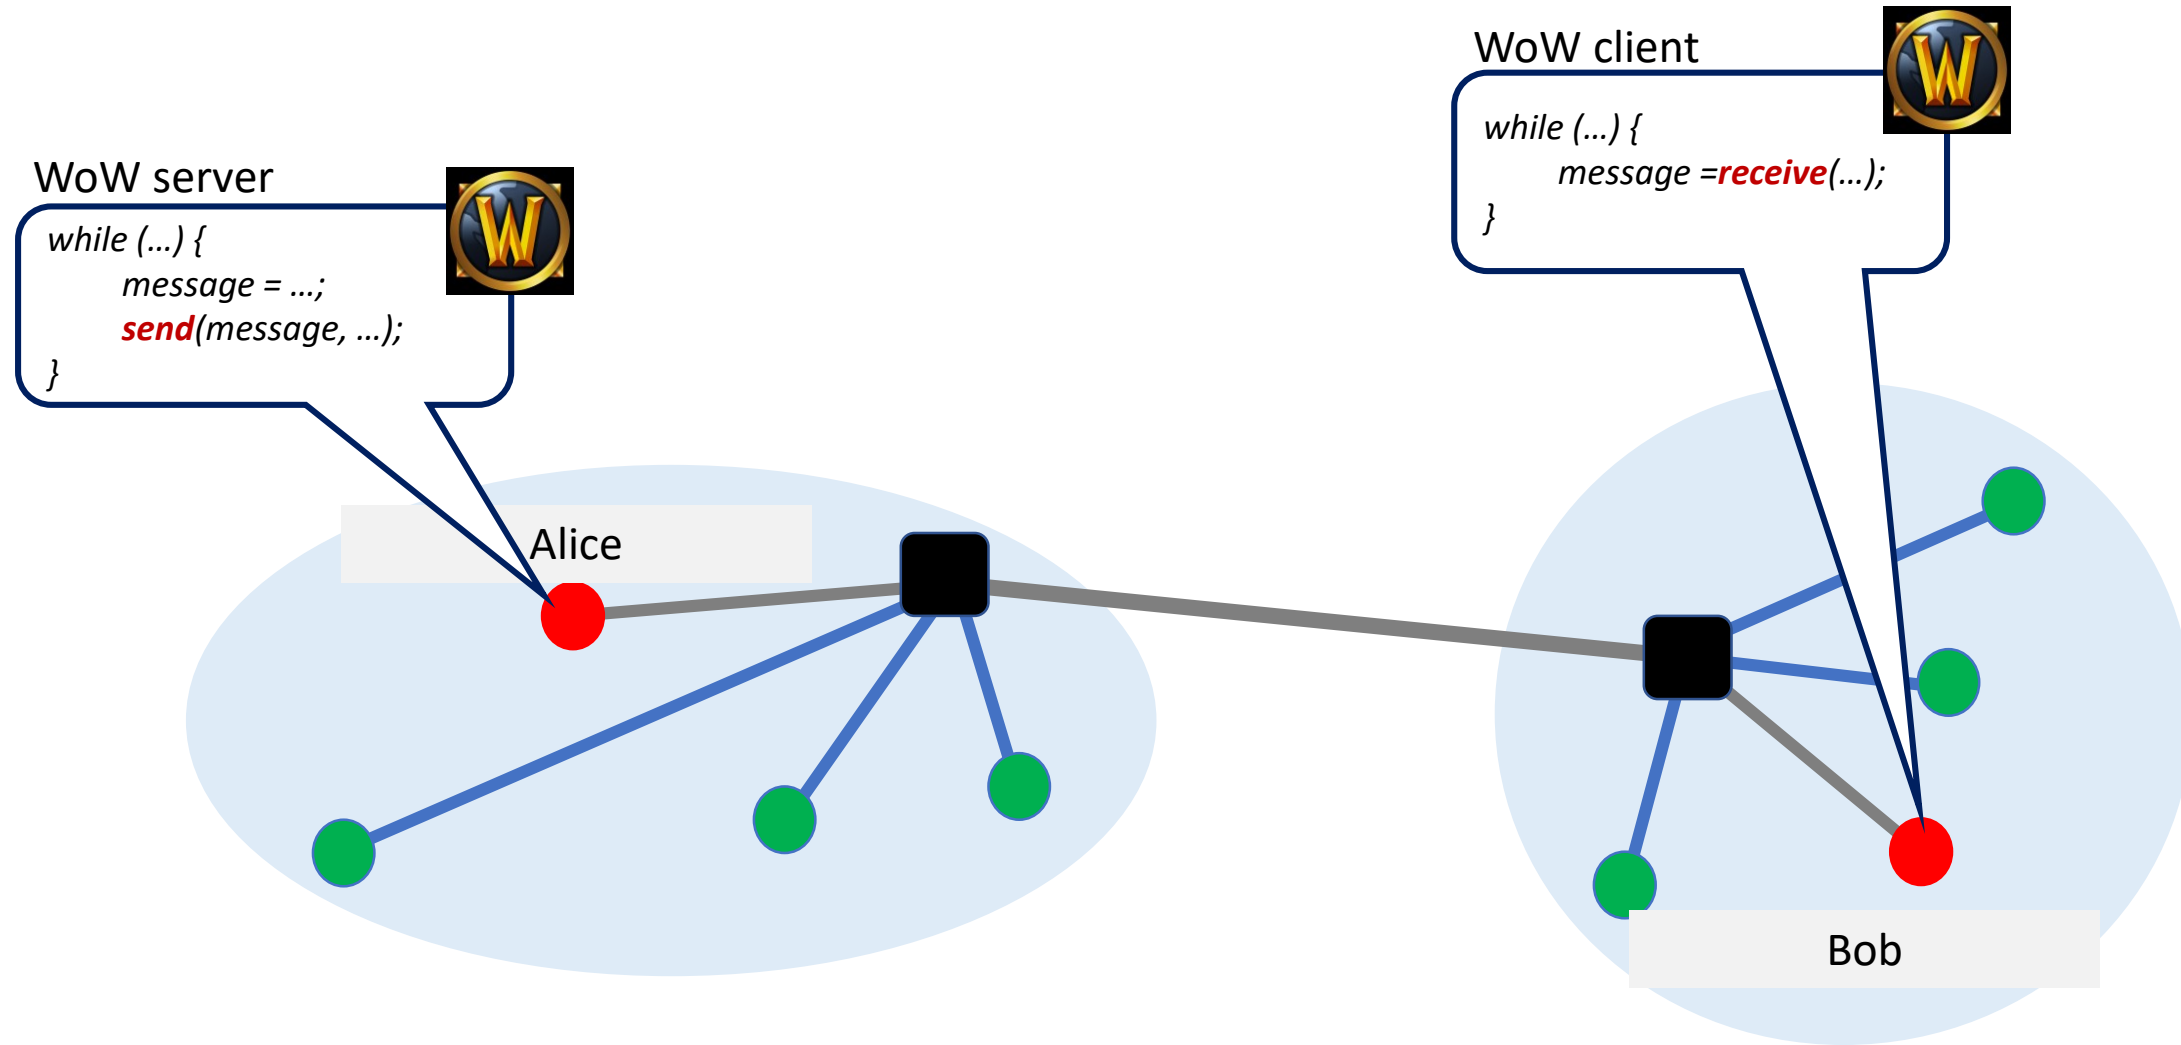 WoW server
while (…) {
message = …;
send(message, …);
}
WoW client
while (…) {
message =receive(…);
}
Alice
Bob